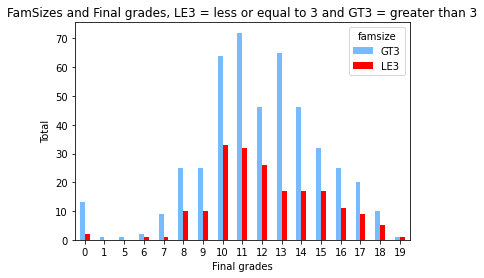 FamSizes and Final grades, LE3 = less or equal to 3 and GT3 = greater than 3
famsize
GT3
LE3
Total
70
60
50
40
30
20
10
0
0 1 5 6 7 8 9 10 11 12 13 14 15 16 17 18 19
Final grades